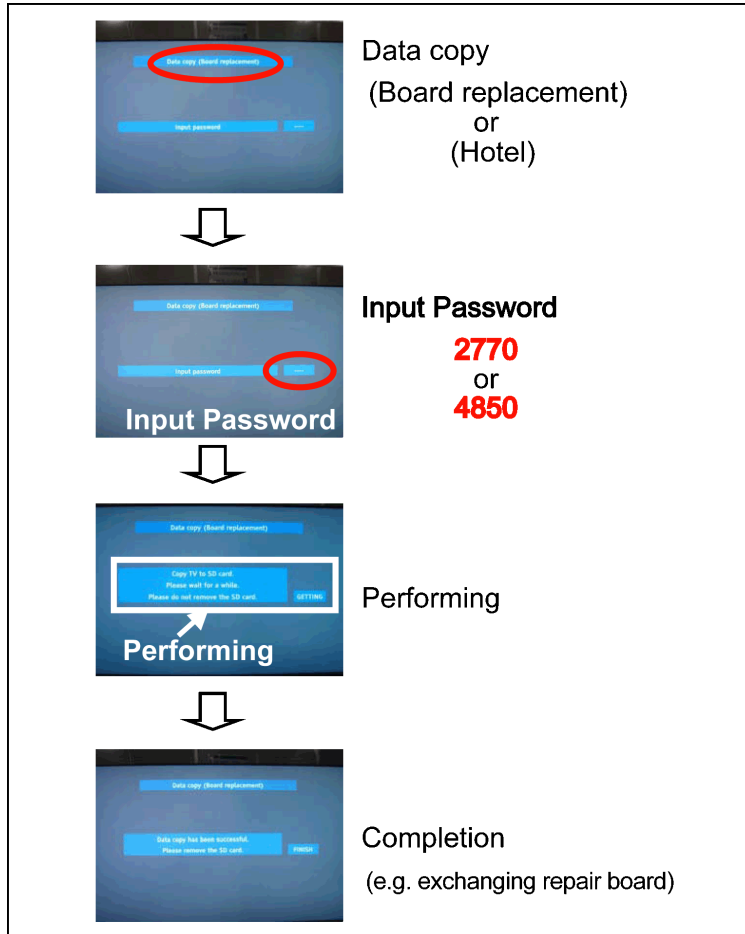 Data copy (Board replacement)
Input password
----
Data copy
(Board replacement)
or
(Hotel)
Data copy (Board replacement)
Input password
----
Input Password
Input Password
2770
or
4850
Data copy (Board replacement)
Copy TV to SD card.
Please wait for a while.
Please do not remove the SD card.
GETTING
Performing
Performing
Data copy (Board replacement)
Data copy has been successful.
Please remove the SD card.
FINISH
Completion
(e.g. exchanging repair board)